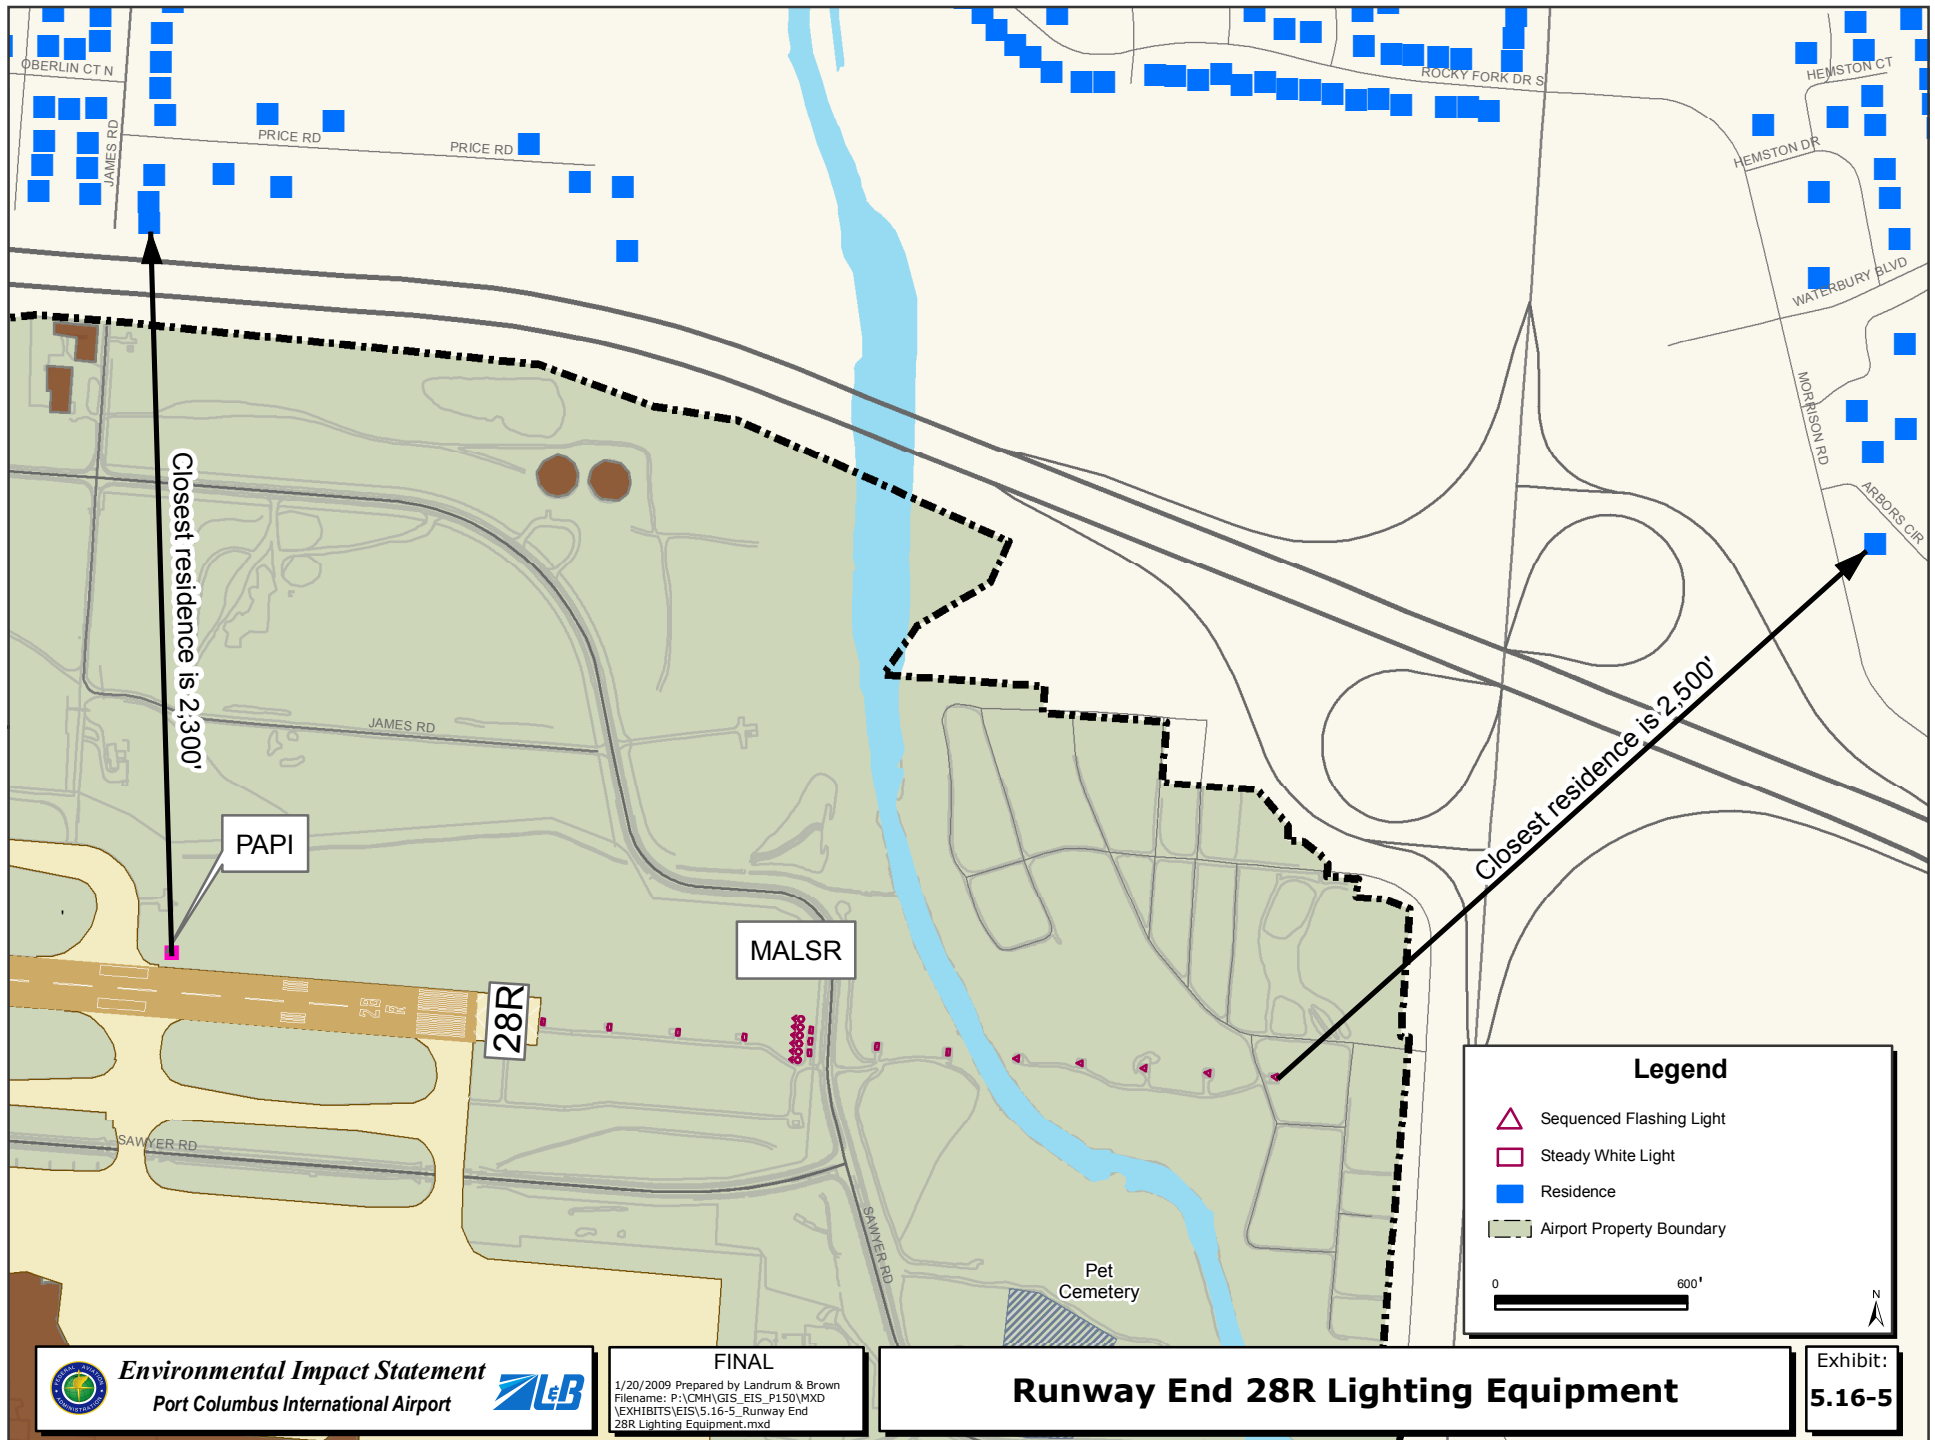 OBERLIN CT N
JAMES RD
PRICE RD
PRICE RD
ROCKY FORK DR S
HEMSTON CT
HEMSTON DR
WATERBURY BLVD
MORRISON RD
ARBORS CIR
Closest residence is 2,300'
Closest residence is 2,500'
JAMES RD
PAPI
MALSR
28R
28
R
SAWYER RD
SAWYER RD
Pet
Cemetery
Legend
Sequenced Flashing Light
Steady White Light
Residence
Airport Property Boundary
0 600'
N
Environmental Impact Statement
Port Columbus International Airport
FEDERAL AVIATION
ADMINISTRATION
L&B
FINAL
1/20/2009 Prepared by Landrum & Brown
Filename: P:\CMH\GIS_EIS_P150\MXD
\EXHIBITS\EIS\5.16-5_Runway End
28R Lighting Equipment.mxd
Runway End 28R Lighting Equipment
Exhibit:
5.16-5